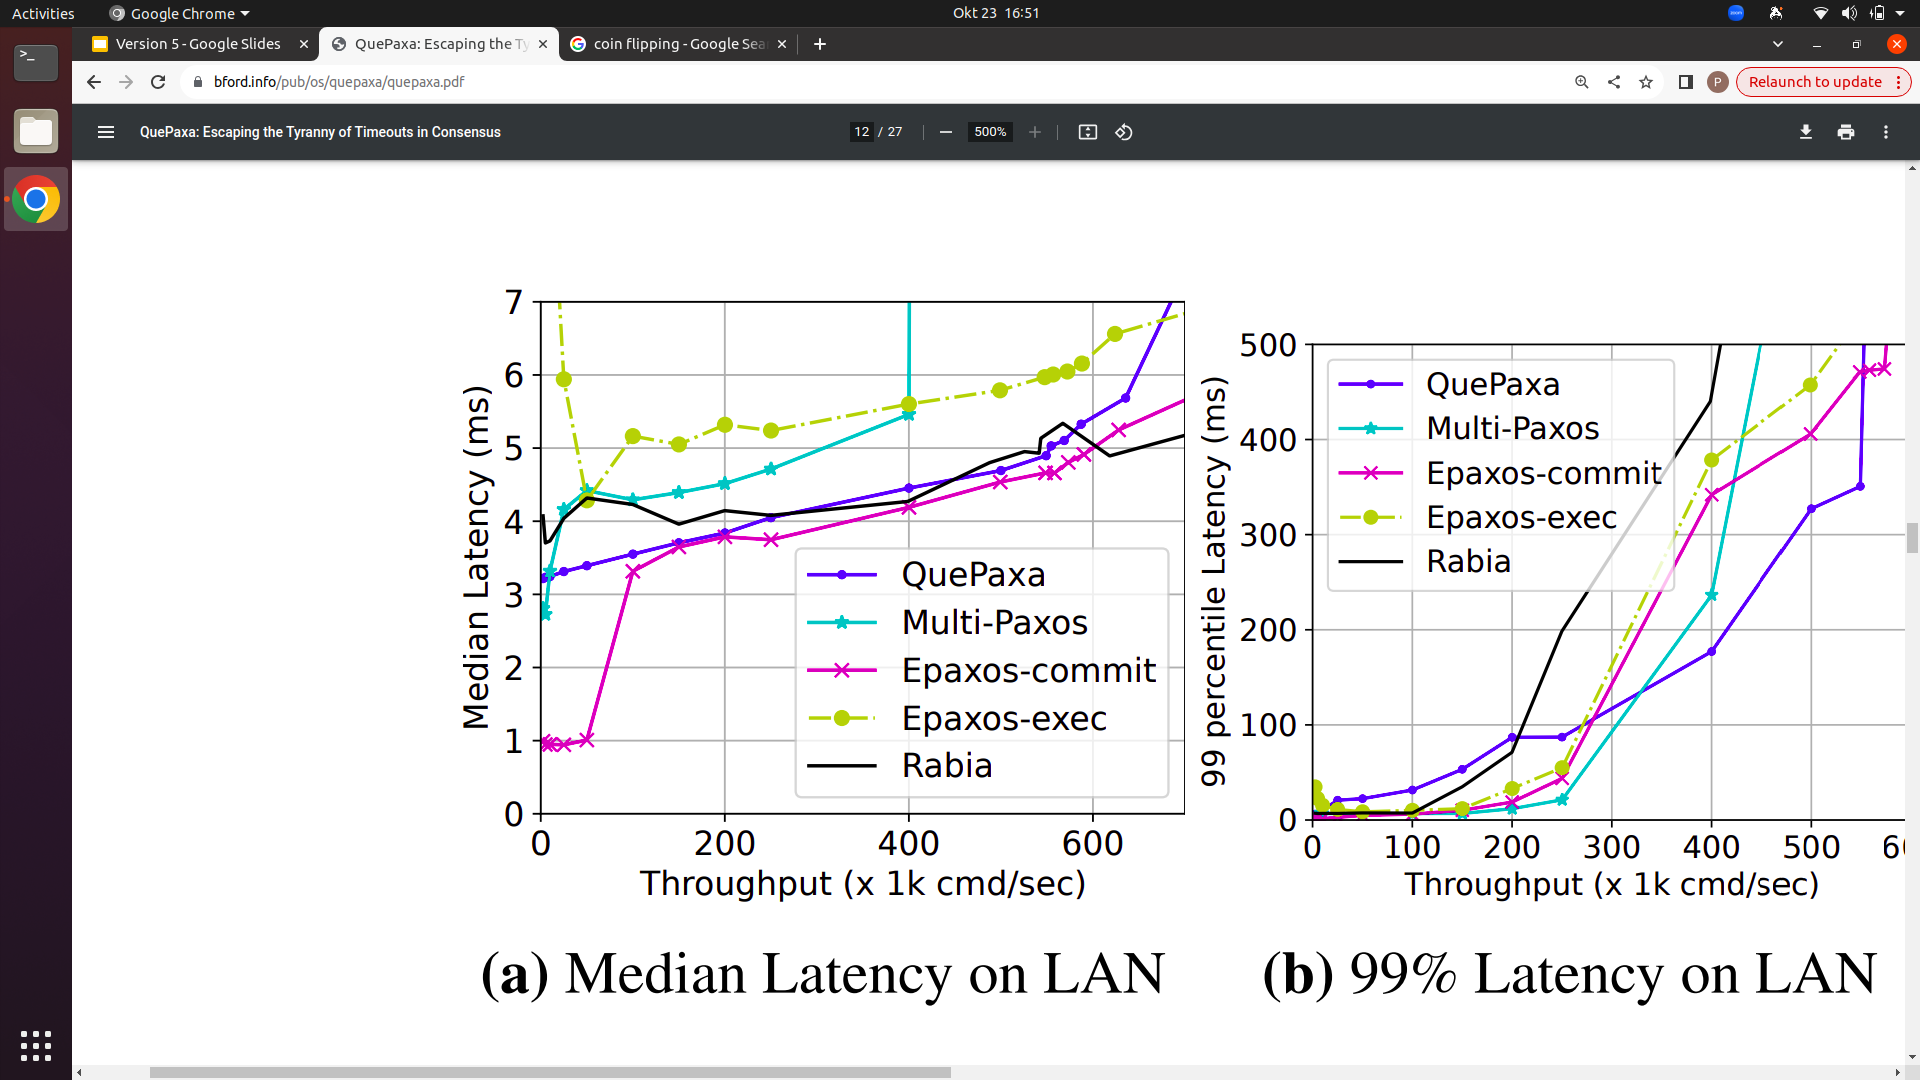 Activities Google Chrome Okt 23 16:51
Version 5 - Google Slides QuePaxa: Escaping the Ty coin flipping - Google Sea
bford.info/pub/os/quepaxa/quepaxa.pdf P Relaunch to update
QuePaxa: Escaping the Tyranny of Timeouts in Consensus 12 / 27 500%
Median Latency (ms)
7
6
5
4
3
2
1
0
0 200 400 600
Throughput (x 1k cmd/sec)
QuePaxa
Multi-Paxos
Epaxos-commit
Epaxos-exec
Rabia
(a) Median Latency on LAN
99 percentile Latency (ms)
500
400
300
200
100
0
0 100 200 300 400 500
Throughput (x 1k cmd/sec)
QuePaxa
Multi-Paxos
Epaxos-commit
Epaxos-exec
Rabia
(b) 99% Latency on LAN